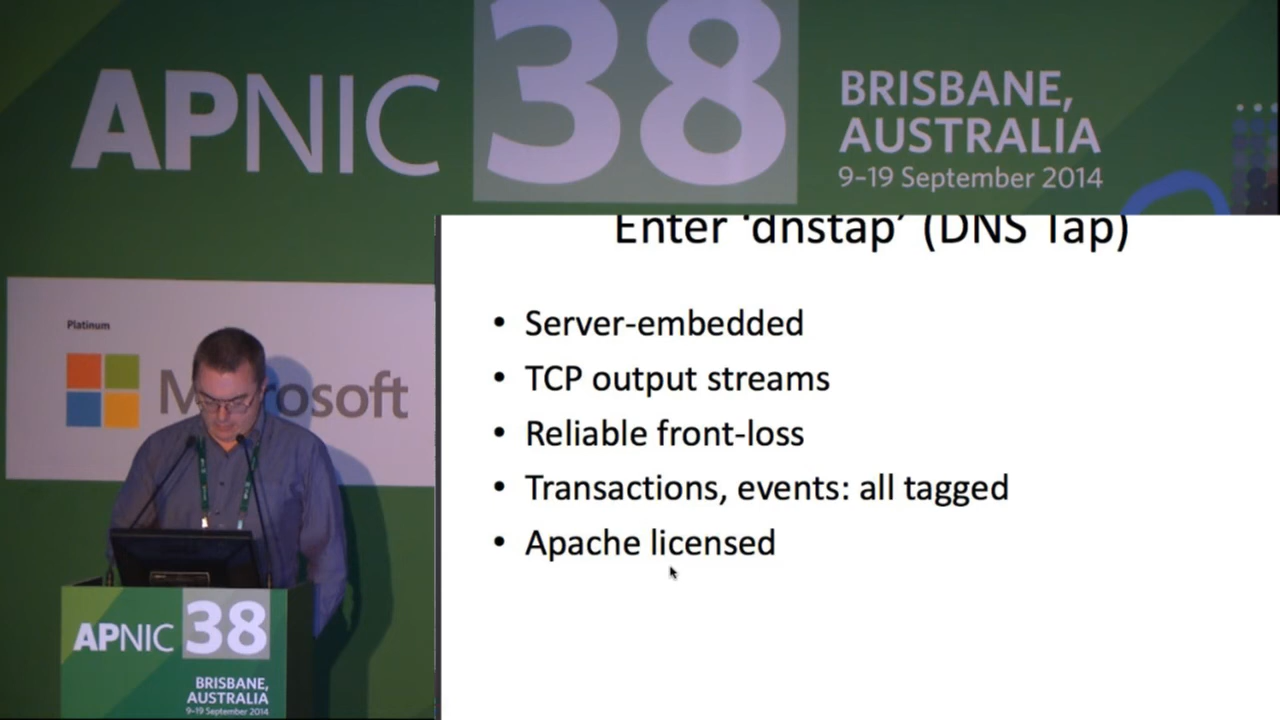 APNIC 38
BRISBANE,
AUSTRALIA
9–19 September 2014
Enter ‘dnstap’ (DNS Tap)
• Server-embedded
• TCP output streams
• Reliable front-loss
• Transactions, events: all tagged
• Apache licensed
Platinum
Microsoft
APNIC 38
BRISBANE,
AUSTRALIA
9–19 September 2014